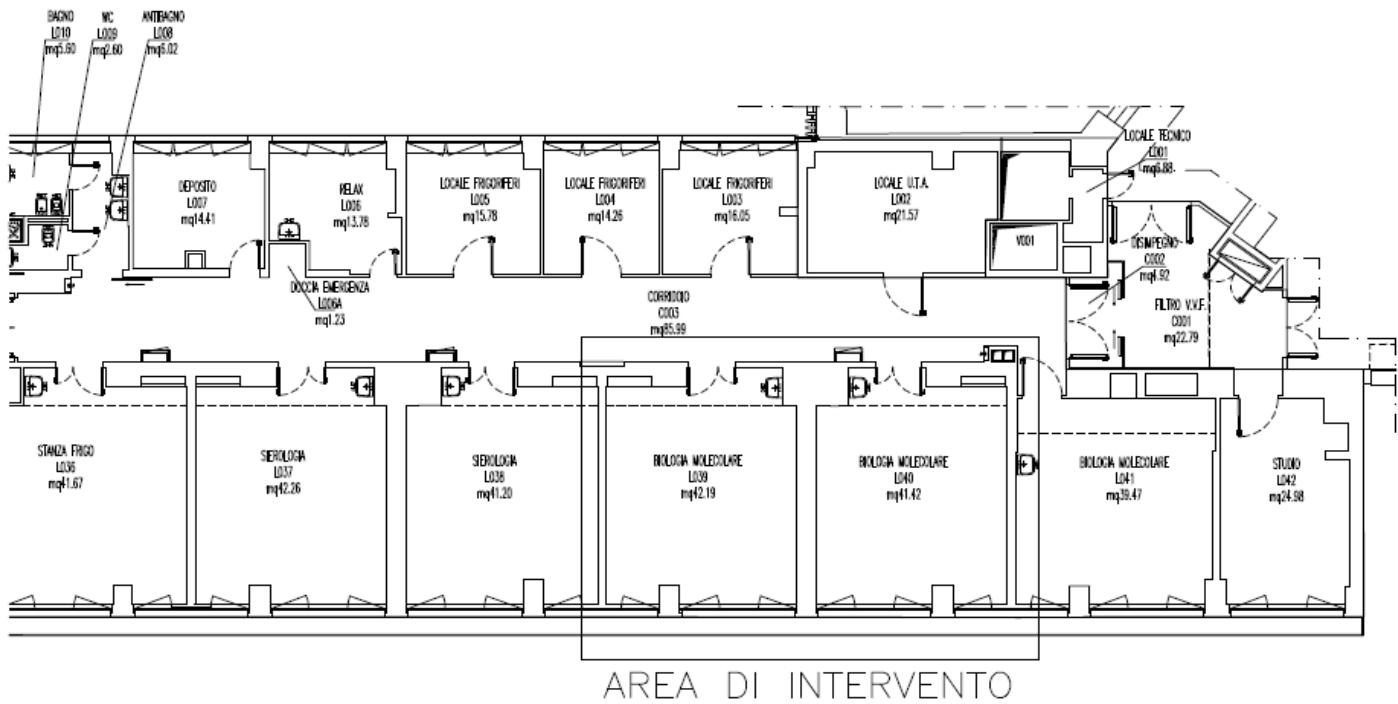 BAGNO
L010
mq5.60
WC
L009
mq2.60
ANTIBAGNO
L008
mq6.02
DEPOSITO
L007
mq14.41
RELAX
L006
mq13.78
LOCALE FRIGORIFERI
L005
mq15.78
LOCALE FRIGORIFERI
L004
mq14.26
LOCALE FRIGORIFERI
L003
mq16.05
LOCALE U.T.A.
L002
mq21.57
LOCALE TECNICO
L001
mq6.88
V001
DISIMPEGNO
C002
mq4.92
FILTRO V.V.F.
C001
mq22.79
DOCCIA EMERGENZA
L006A
mq1.23
CORRIDOIO
C003
mq85.99
STANZA FRIGO
L036
mq41.67
SIEROLOGIA
L037
mq42.26
SIEROLOGIA
L038
mq41.20
BIOLOGIA MOLECOLARE
L039
mq42.19
BIOLOGIA MOLECOLARE
L040
mq41.42
BIOLOGIA MOLECOLARE
L041
mq39.47
STUDIO
L042
mq24.98
AREA DI INTERVENTO